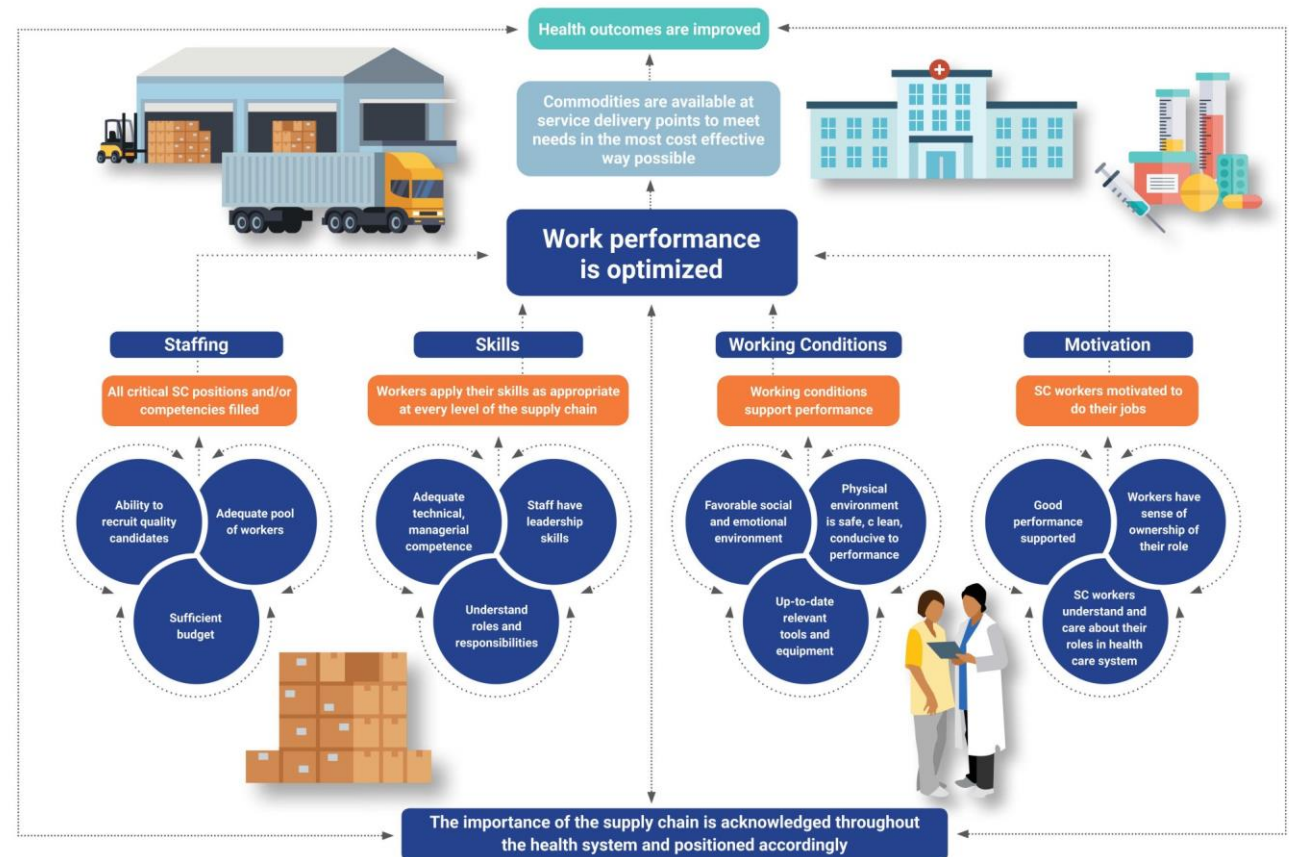 Health outcomes are improved
Commodities are available at
service delivery points to meet
needs in the most cost effective
way possible
Work performance
is optimized
Staffing
All critical SC positions and/or
competencies filled
Ability to
recruit quality
candidates
Adequate pool
of workers
Sufficient
budget
Skills
Workers apply their skills as appropriate
at every level of the supply chain
Adequate
technical,
managerial
competence
Staff have
leadership
skills
Understand
roles and
responsibilities
Working Conditions
Working conditions
support performance
Favorable social
and emotional
environment
Physical
environment
is safe, c lean,
conducive to
performance
Up-to-date
relevant
tools and
equipment
Motivation
SC workers motivated to
do their jobs
Good
performance
supported
Workers have
sense of
ownership of
their role
SC workers
understand and
care about their
roles in health
care system
The importance of the supply chain is acknowledged throughout
the health system and positioned accordingly